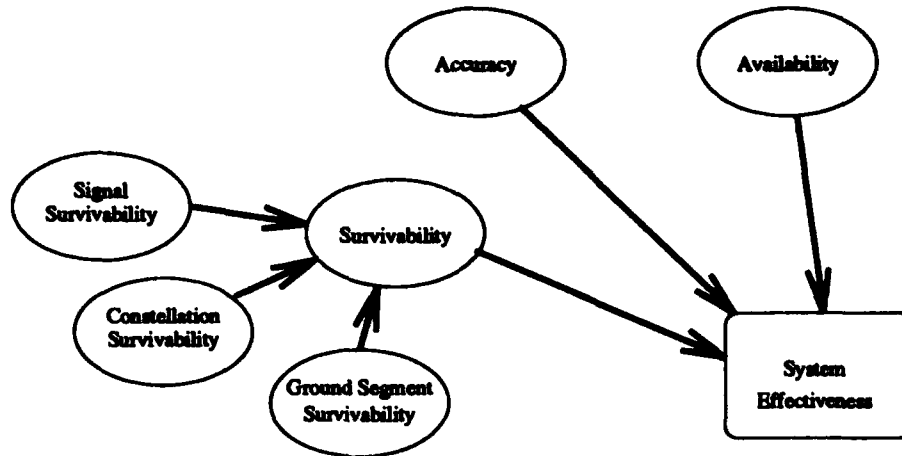 Accuracy
Availability
Signal
Survivability
Survivability
Constellation
Survivability
Ground Segment
Survivability
System
Effectiveness